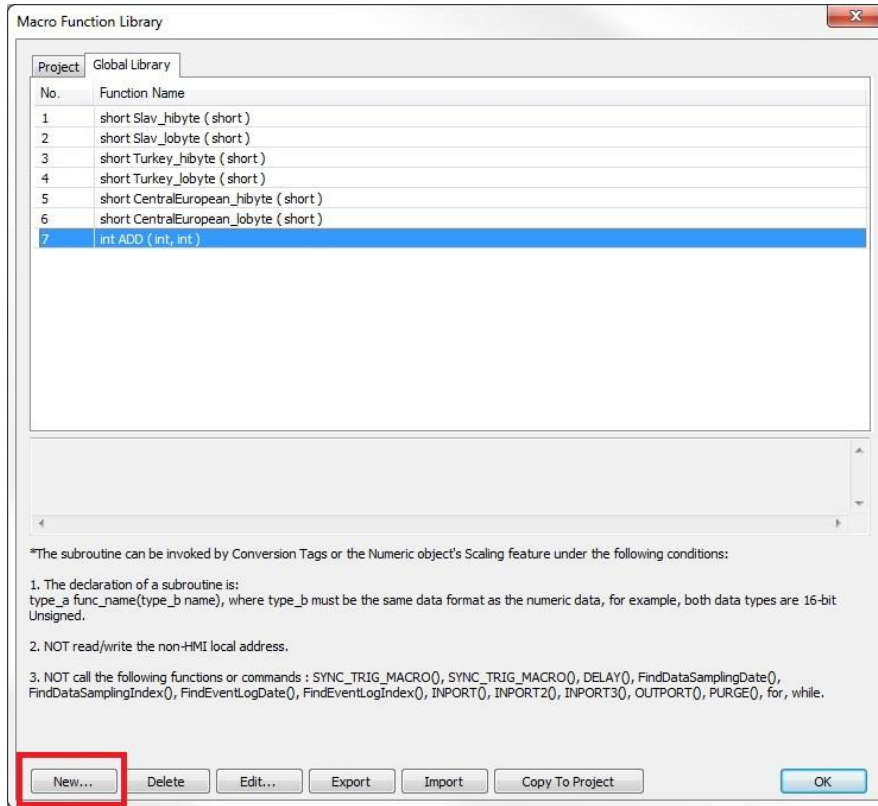 Macro Function Library
Project Global Library
No. Function Name
1 short Slav_hibyte ( short )
2 short Slav_lobyte ( short )
3 short Turkey_hibyte ( short )
4 short Turkey_lobyte ( short )
5 short CentralEuropean_hibyte ( short )
6 short CentralEuropean_lobyte ( short )
7 int ADD ( int, int )
*The subroutine can be invoked by Conversion Tags or the Numeric object's Scaling feature under the following conditions:
1. The declaration of a subroutine is:
type_a func_name(type_b name), where type_b must be the same data format as the numeric data, for example, both data types are 16-bit
Unsigned.
2. NOT read/write the non-HMI local address.
3. NOT call the following functions or commands : SYNC_TRIG_MACRO(), SYNC_TRIG_MACRO(), DELAY(), FindDataSamplingDate(),
FindDataSamplingIndex(), FindEventLogDate(), FindEventLogIndex(), INPORT(), INPORT2(), INPORT3(), OUTPORT(), PURGE(), for, while.
New... Delete Edit... Export Import Copy To Project OK